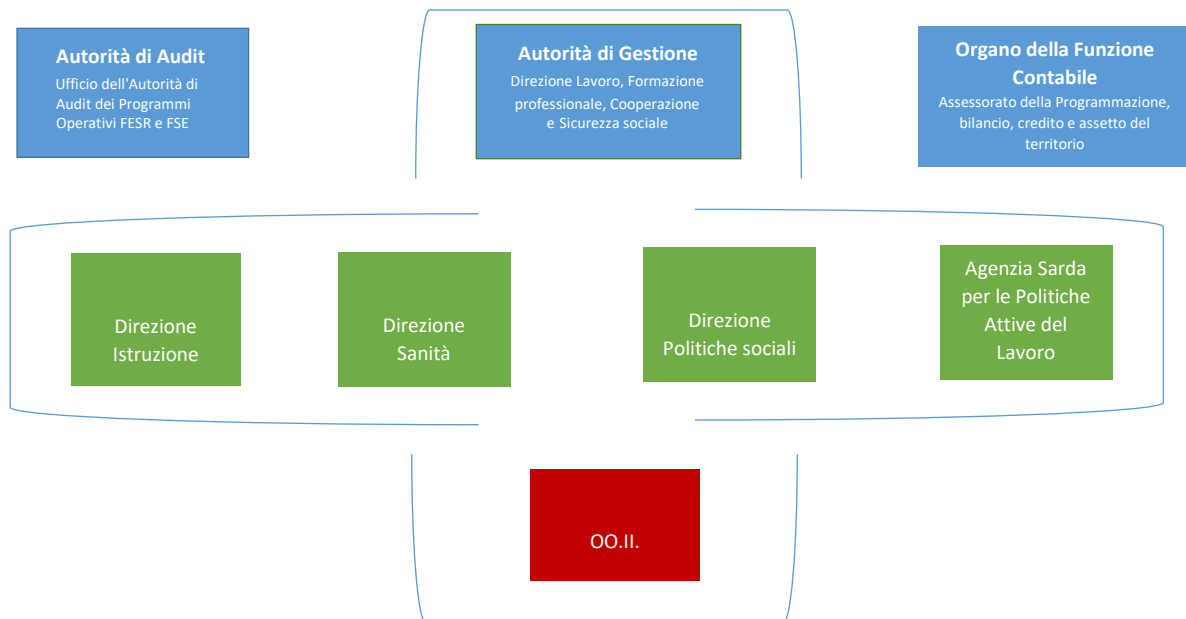 Autorità di Audit
Ufficio dell'Autorità di
Audit dei Programmi
Operativi FESR e FSE
Autorità di Gestione
Direzione Lavoro, Formazione
professionale, Cooperazione
e Sicurezza sociale
Organo della Funzione
Contabile
Assessorato della Programmazione,
bilancio, credito e assetto del
territorio
Direzione
Istruzione
Direzione
Sanità
Direzione
Politiche sociali
Agenzia Sarda
per le Politiche
Attive del
Lavoro
OO.II.